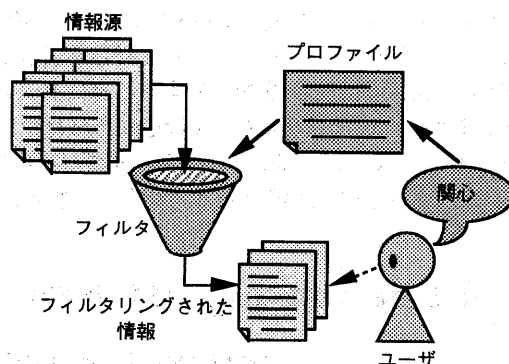 情報源
プロファイル
関心
フィルタ
フィルタリングされた
情報
ユーザ